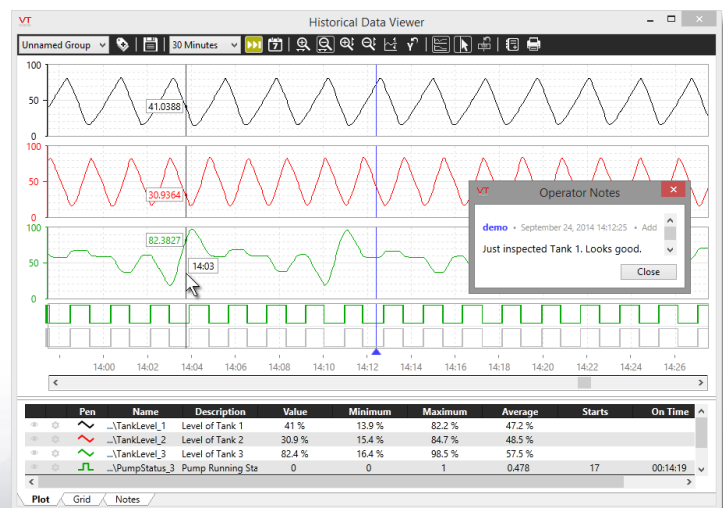 VT Historical Data Viewer
Unnamed Group 30 Minutes 7
100
50
0
41.0388
100
50
0
30.9364
100
50
0
82.3827
14:03
VT Operator Notes
demo • September 24, 2014 14:12:25 • Add
Just inspected Tank 1. Looks good.
Close
14:00 14:02 14:04 14:06 14:08 14:10 14:12 14:14 14:16 14:18 14:20 14:22 14:24 14:26
Pen Name Description Value Minimum Maximum Average Starts On Time
...\TankLevel_1 Level of Tank 1 41 % 13.9 % 82.2 % 47.2 %
...\TankLevel_2 Level of Tank 2 30.9 % 15.4 % 84.7 % 48.5 %
...\TankLevel_3 Level of Tank 3 82.4 % 16.4 % 98.5 % 57.5 %
...\PumpStatus_3 Pump Running Sta 0 0 1 0.478 17 00:14:19
Plot Grid Notes